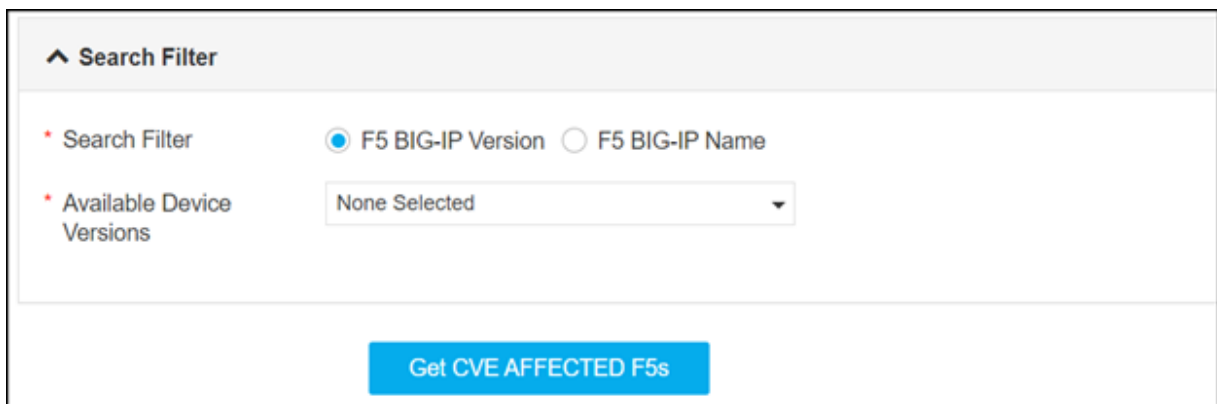 Search Filter
* Search Filter F5 BIG-IP Version F5 BIG-IP Name
* Available Device None Selected
Versions
Get CVE AFFECTED F5s